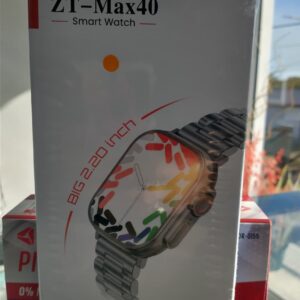 ZT-Max40
Smart Watch
BIG 2.20 inch